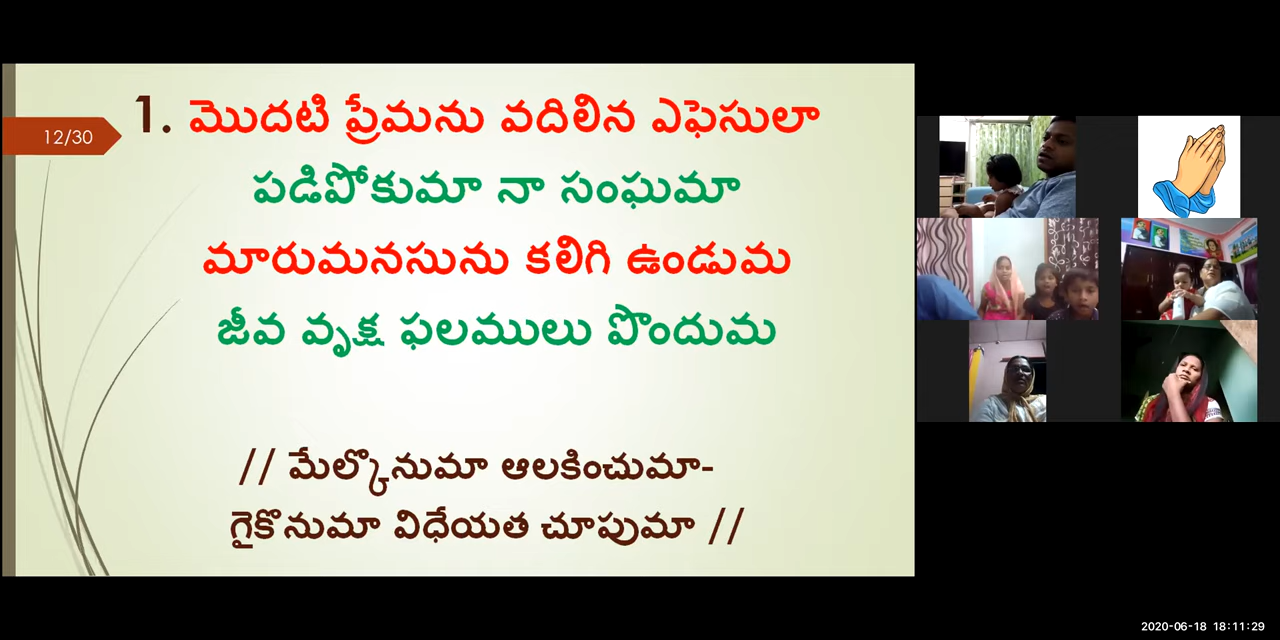 12/30
1. మొదటి ప్రేమను వదిలిన ఎఫెసులా
పడిపోకుమా నా సంఘమా
మారుమనసును కలిగి ఉండుమ
జీవ వృక్ష ఫలములు పొందుమ
// మేల్కొనుమా ఆలకించుమా-
గైకొనుమా విధేయత చూపుమా //
2020-06-18 18:11:29